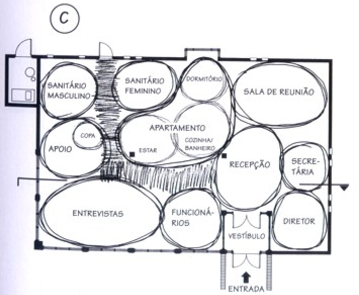 C
SANITÁRIO
MASCULINO
SANITÁRIO
FEMININO
DORMITÓRIO
SALA DE REUNIÃO
COPA
APOIO
APARTAMENTO
ESTAR
COZINHA/
BANHEIRO
RECEPÇÃO
SECRE-
TÁRIA
ENTREVISTAS
FUNCIONÁ-
RIOS
VESTÍBULO
DIRETOR
ENTRADA